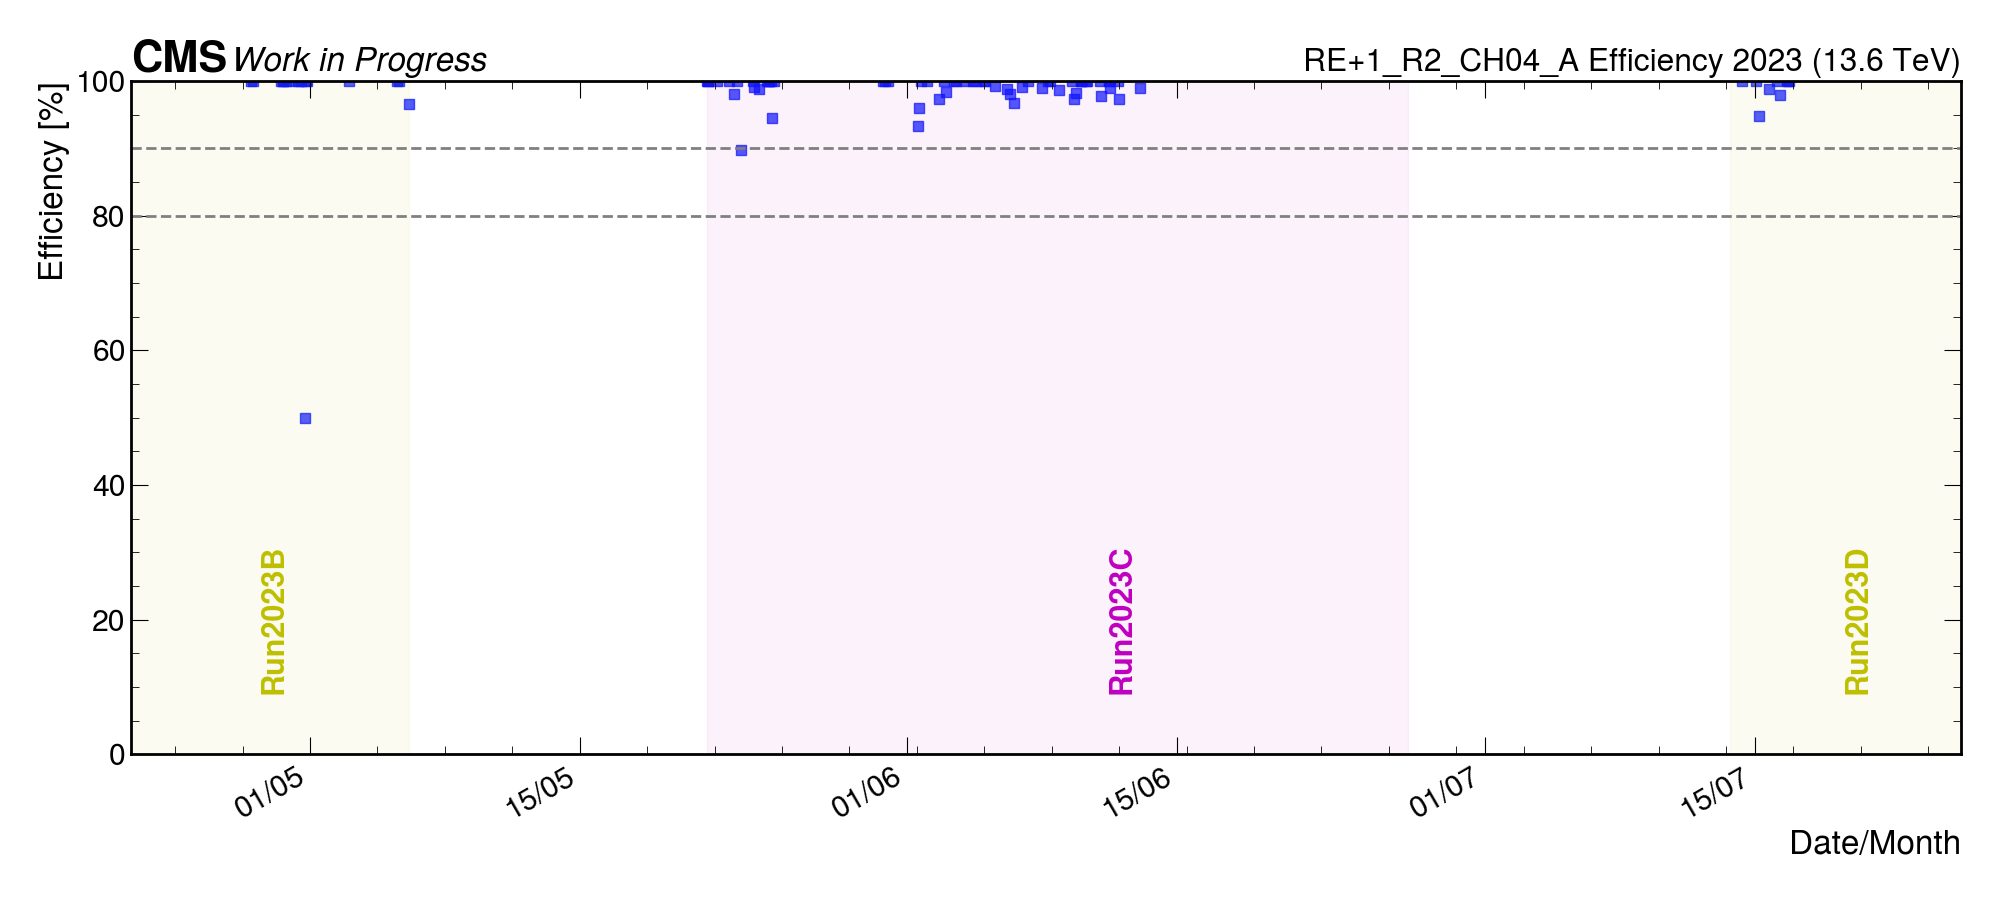 CMS Work in Progress
RE+1_R2_CH04_A Efficiency 2023 (13.6 TeV)
Efficiency [%]
100
80
60
40
20
0
Run2023B
Run2023C
Run2023D
01/05
15/05
01/06
15/06
01/07
15/07
Date/Month